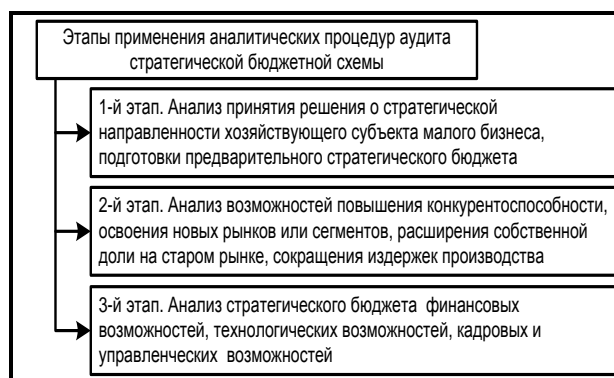 Этапы применения аналитических процедур аудита
стратегической бюджетной схемы
1-й этап. Анализ принятия решения о стратегической
направленности хозяйствующего субъекта малого бизнеса,
подготовки предварительного стратегического бюджета
2-й этап. Анализ возможностей повышения конкурентоспособности,
освоения новых рынков или сегментов, расширения собственной
доли на старом рынке, сокращения издержек производства
3-й этап. Анализ стратегического бюджета финансовых
возможностей, технологических возможностей, кадровых и
управленческих возможностей